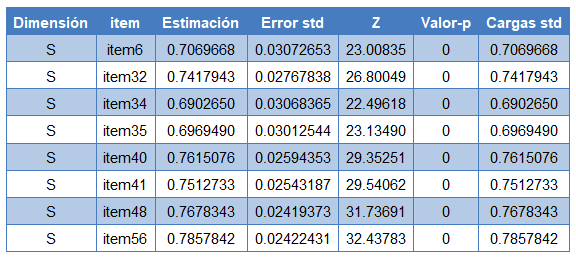 Dimensión item Estimación Error std Z Valor-p Cargas std
S item6 0.7069668 0.03072653 23.00835 0 0.7069668
S item32 0.7417943 0.02767838 26.80049 0 0.7417943
S item34 0.6902650 0.03068365 22.49618 0 0.6902650
S item35 0.6969490 0.03012544 23.13490 0 0.6969490
S item40 0.7615076 0.02594353 29.35251 0 0.7615076
S item41 0.7512733 0.02543187 29.54062 0 0.7512733
S item48 0.7678343 0.02419373 31.73691 0 0.7678343
S item56 0.7857842 0.02422431 32.43783 0 0.7857842